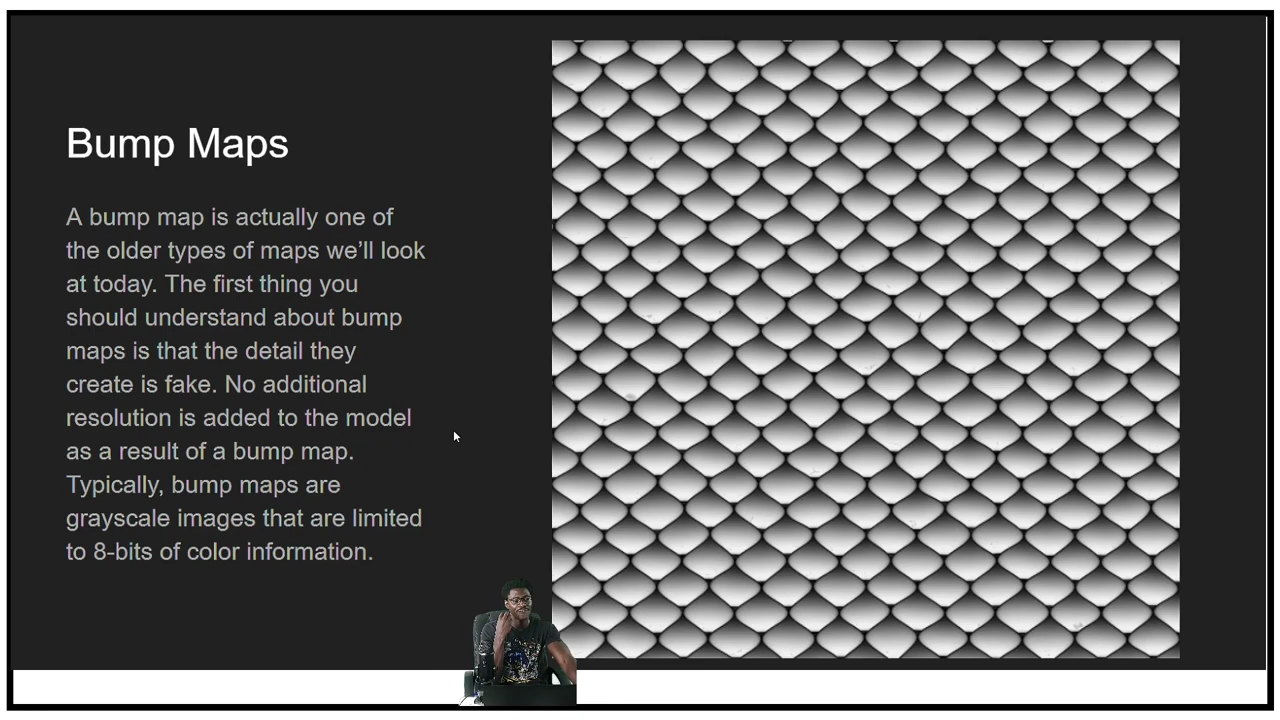 Bump Maps
A bump map is actually one of
the older types of maps we’ll look
at today. The first thing you
should understand about bump
maps is that the detail they
create is fake. No additional
resolution is added to the model
as a result of a bump map.
Typically, bump maps are
grayscale images that are limited
to 8-bits of color information.